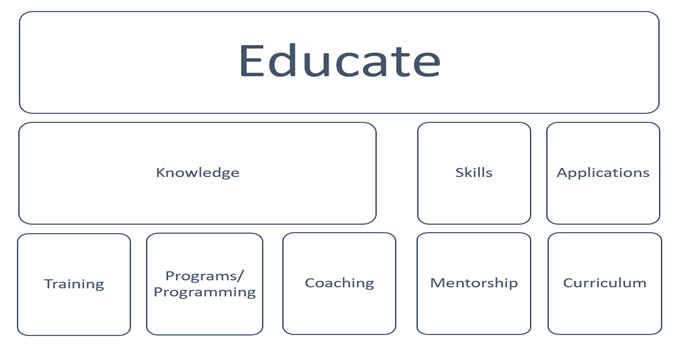 Educate
Knowledge
Skills
Applications
Training
Programs/
Programming
Coaching
Mentorship
Curriculum